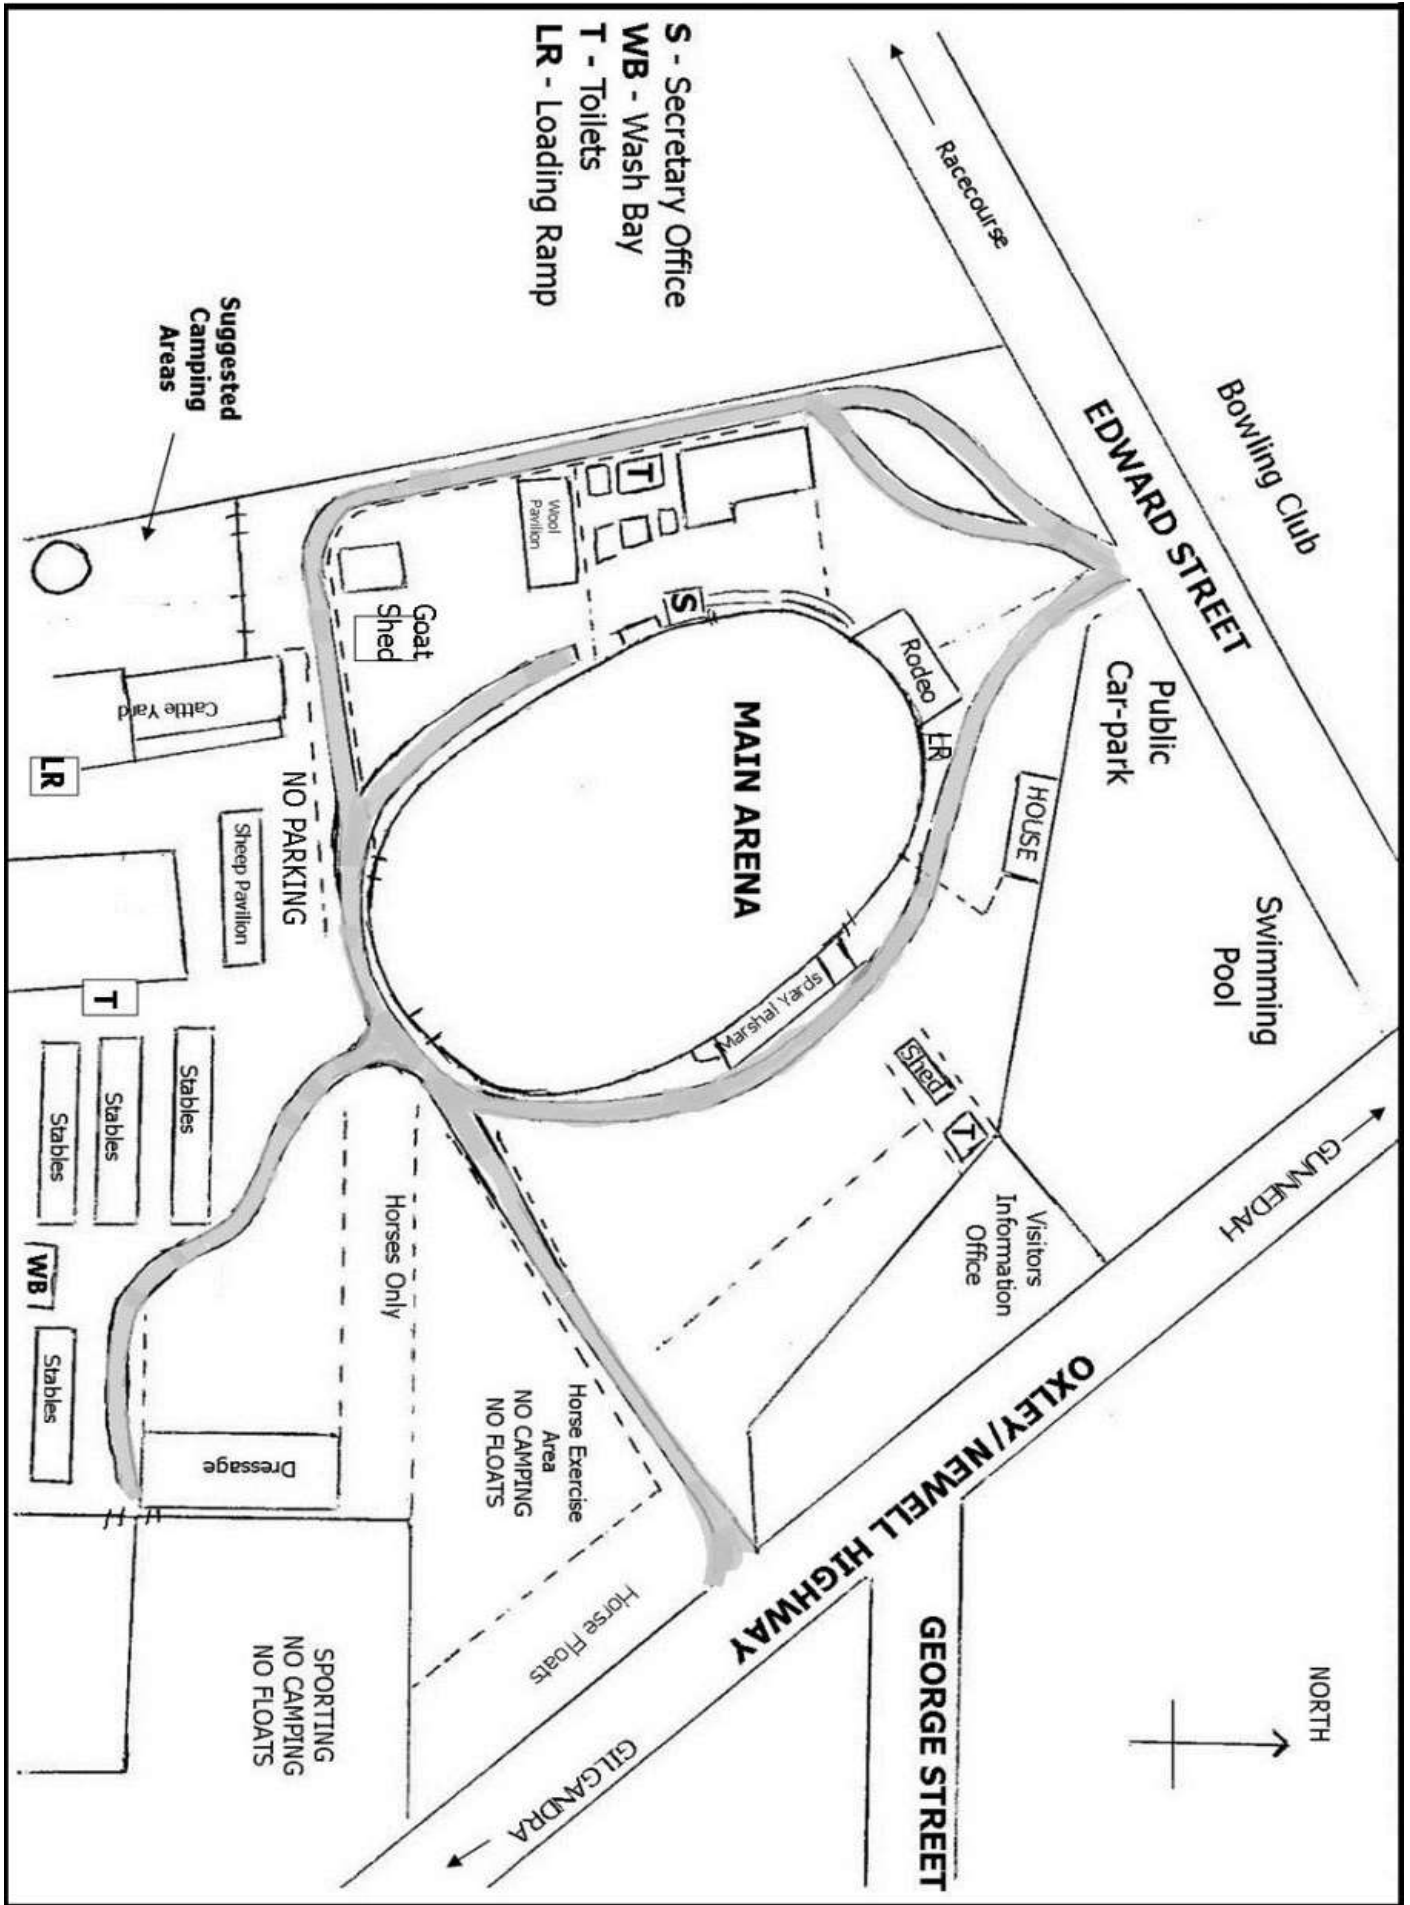 S - Secretary Office
WB - Wash Bay
T - Toilets
LR - Loading Ramp
Racecourse
Bowling Club
EDWARD STREET
Public
Car-park
Swimming
Pool
GUNNEDAH
Visitors
Information
Office
OXLEY/NEWELL HIGHWAY
GEORGE STREET
NORTH
GILGANDRA
HOUSE
Rodeo
LR
MAIN ARENA
Marshal Yards
Shed
T
S
T
Wool
Pavilion
Goat
Shed
Suggested
Camping
Areas
Cattle Yard
LR
NO PARKING
Sheep Pavilion
T
Stables
Stables
Stables
WB
Stables
Horses Only
Dressage
Horse Exercise
Area
NO CAMPING
NO FLOATS
Horse Floats
SPORTING
NO CAMPING
NO FLOATS